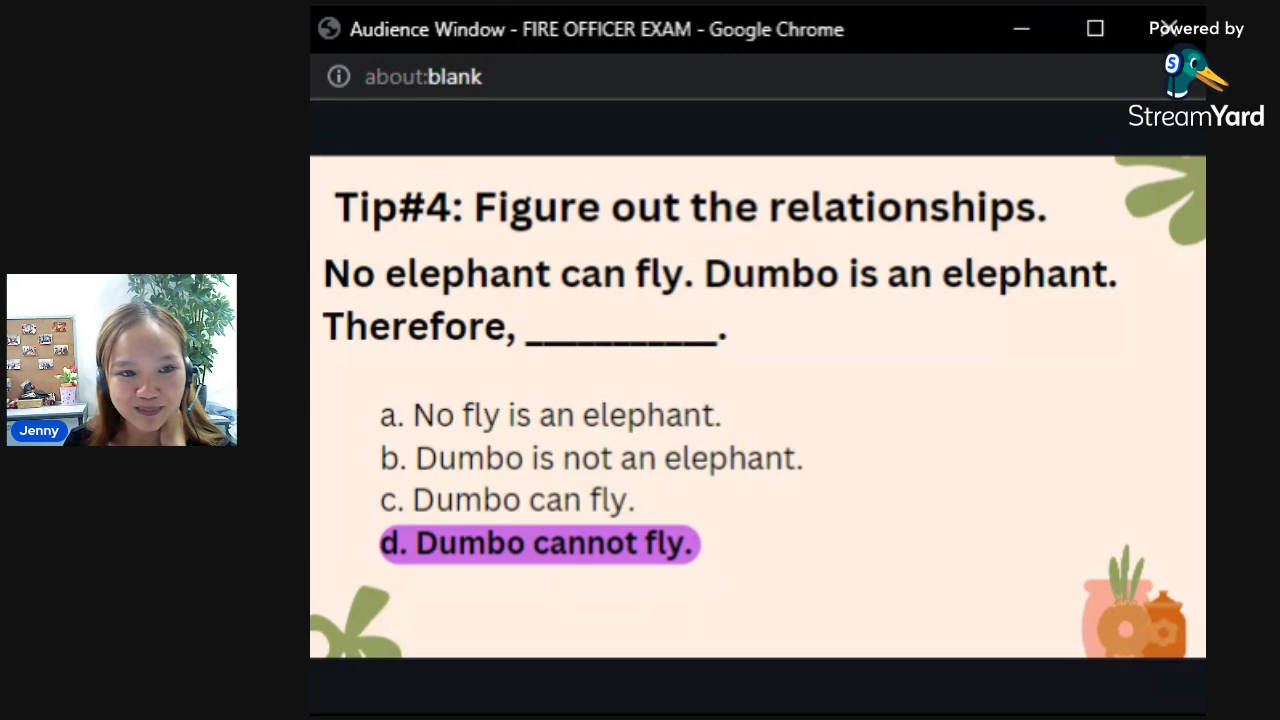 Audience Window - FIRE OFFICER EXAM - Google Chrome
Powered by
about:blank
S
StreamYard
Tip#4: Figure out the relationships.
No elephant can fly. Dumbo is an elephant.
Therefore, ___________.
a. No fly is an elephant.
b. Dumbo is not an elephant.
c. Dumbo can fly.
d. Dumbo cannot fly.
Jenny